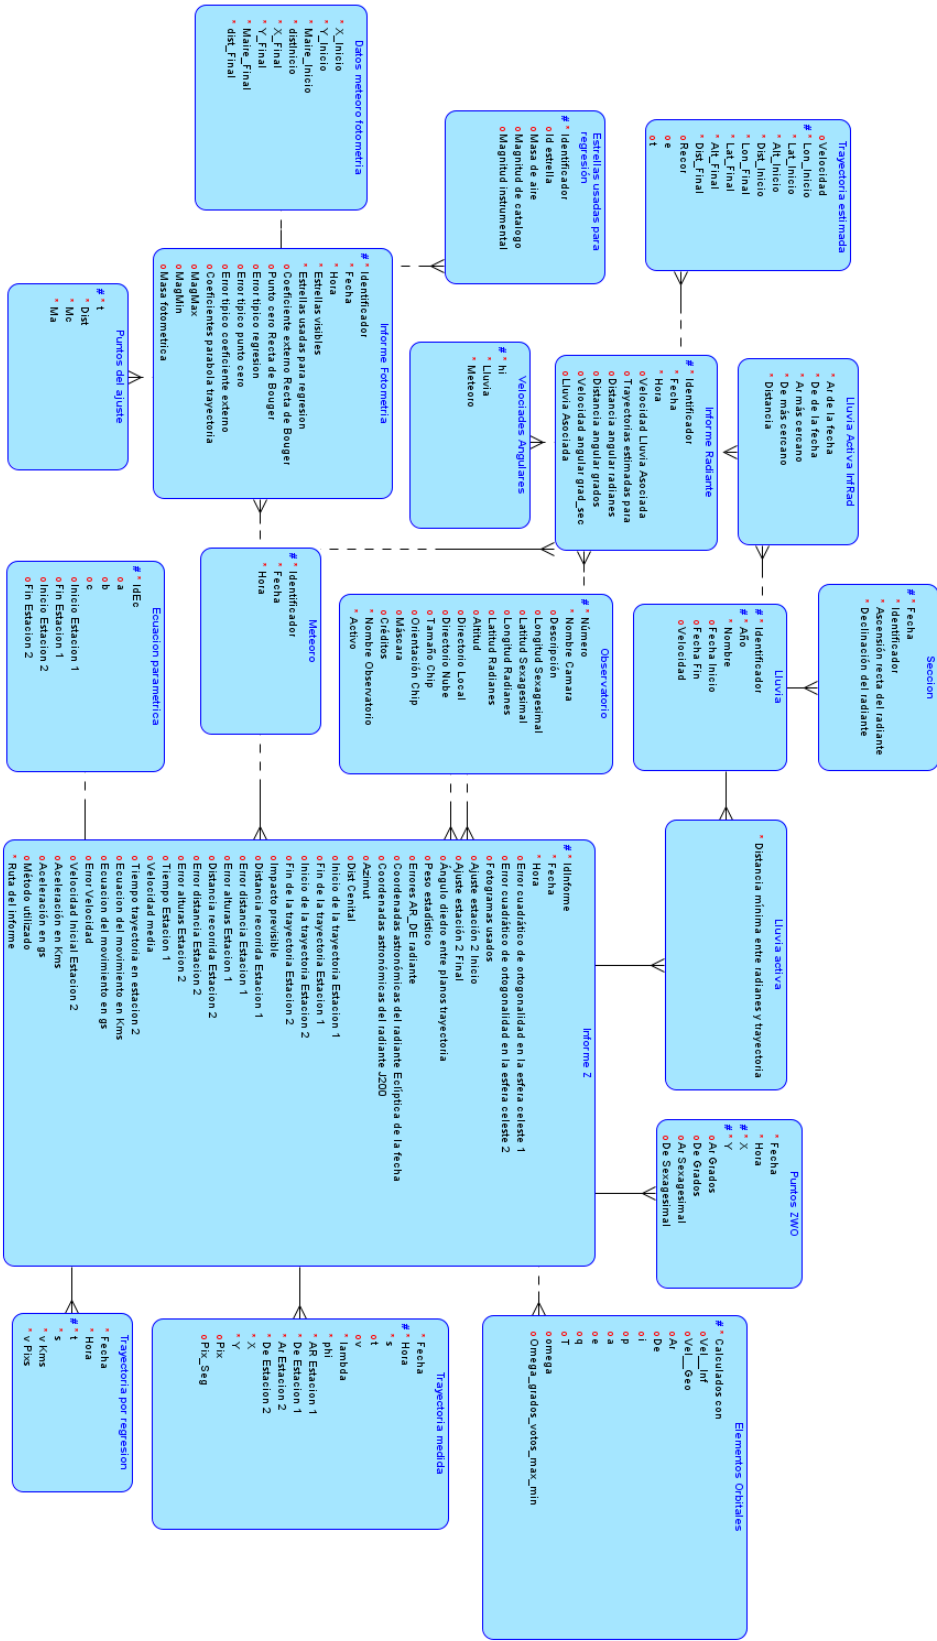 Seccion
# * Fecha
* Identificador
* Ascensión recta del radiante
* Declinación del radiante
Trayectoria estimada
o Velocidad
# * Lon_Inicio
* Lat_Inicio
* Alt_Inicio
* Dist_Inicio
* Lon_Final
* Lat_Final
* Alt_Final
* Dist_Final
o Recor
o e
o t
Lluvia Activa InfRad
* Ar de la fecha
* De de la fecha
* Ar más cercano
* De más cercano
* Distancia
Lluvia
# * Identificador
# * Año
* Nombre
o Fecha Inicio
o Fecha Fin
o Velocidad
Lluvia activa
* Distancia mínima entre radianes y trayectoria
Puntos ZWO
* Fecha
* Hora
# * X
# * Y
o Ar Grados
o De Grados
o Ar Sexagesimal
o De Sexagesimal
Elementos Orbitales
# * Calculados con
o Vel__Inf
o Vel__Geo
o Ar
o De
o i
o p
o a
o e
o q
o T
o omega
o Omega_grados_votos_max_min
Estrellas usadas para
regresión
# * Identificador
o Id estrella
o Masa de aire
o Magnitud de catalogo
o Magnitud instrumental
Informe Radiante
# * Identificador
* Fecha
* Hora
o Velocidad Lluvia Asociada
o Trayectorias estimadas para
o Distancia angular radianes
o Distancia angular grados
o Velocidad angular grad_sec
o Lluvia Asociada
Velociades Angulares
# * hi
* Lluvia
* Meteoro
Observatorio
# * Número
* Nombre Camara
o Descripción
o Longitud Sexagesimal
o Latitud Sexagesimal
o Longitud Radianes
o Latitud Radianes
o Altitud
o Directorio Local
o Directorio Nube
o Tamaño Chip
o Orientación Chip
o Máscara
o Créditos
* Nombre Observatorio
* Activo
Informe Z
# * IdInforme
* Fecha
* Hora
o Error cuadrático de ortogonalidad en la esfera celeste 1
o Error cuadrático de ortogonalidad en la esfera celeste 2
o Fotogramas usados
o Ajuste estación 2 Inicio
o Ajuste estación 2 Final
o Ángulo diedro entre planos trayectoria
o Peso estadístico
o Errores AR_DE radiante
o Coordenadas astronómicas del radiante Eclíptica de la fecha
o Coordenadas astronómicas del radiante J200
o Azimut
o Dist Cenital
o Inicio de la trayectoria Estacion 1
o Fin de la trayectoria Estacion 1
o Inicio de la trayectoria Estacion 2
o Fin de la trayectoria Estacion 2
o Impacto previsible
o Distancia recorrida Estacion 1
o Error distancia Estacion 1
o Error alturas Estacion 1
o Distancia recorrida Estacion 2
o Error distancia Estacion 2
o Error alturas Estacion 2
o Tiempo Estacion 1
o Velocidad media
o Tiempo trayectoria en estacion 2
o Ecuacion del movimiento en Kms
o Ecuacion del movimiento en gs
o Error Velocidad
o Velocidad Inicial Estacion 2
o Aceleración en Kms
o Aceleración en gs
o Método utilizado
* Ruta del informe
Datos meteoro fotometria
* X_Inicio
* Y_Inicio
* Maire_Inicio
* distInicio
* X_Final
* Y_Final
* Maire_Final
* dist_Final
Informe Fotometria
# * Identificador
* Fecha
* Hora
* Estrellas visibles
* Estrellas usadas para regresion
o Coeficiente externo Recta de Bouger
o Punto cero Recta de Bouger
o Error tipico regresion
o Error tipico punto cero
o Error tipico coeficiente externo
o Coeficientes parabola trayectoria
o MagMax
o MagMin
o Masa fotometrica
Meteoro
# * Identificador
* Fecha
* Hora
Trayectoria medida
* Fecha
# * Hora
* s
o t
o v
* lambda
* phi
* AR Estacion 1
* De Estacion 1
* Ar Estacion 2
* De Estacion 2
* X
* Y
o Pix
o Pix_Seg
Puntos del ajuste
# * t
* Dist
* Mc
* Ma
Ecuacion parametrica
# * IdEc
o a
o b
o c
o Inicio Estacion 1
o Fin Estacion 1
o Inicio Estacion 2
o Fin Estacion 2
Trayectoria por regresion
* Fecha
* Hora
# * t
* s
* v Kms
* v Pixs